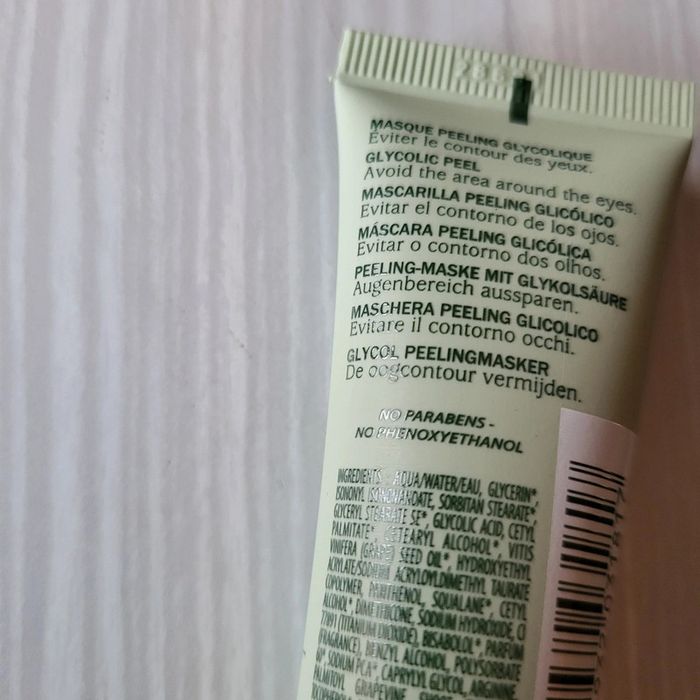 MASQUE PEELING GLYCOLIQUE
Éviter le contour des yeux.
GLYCOLIC PEEL
Avoid the area around the eyes.
MASCARILLA PEELING GLICÓLICO
Evitar el contorno de los ojos.
MÁSCARA PEELING GLICÓLICA
Evitar o contorno dos olhos.
PEELING-MASKE MIT GLYKOLSÄURE
Augenbereich aussparen.
MASCHERA PEELING GLICOLICO
Evitare il contorno occhi.
GLYCOL PEELINGMASKER
De oogcontour vermijden.
NO PARABENS -
NO PHENOXYETHANOL
INGREDIENTS AQUA/WATER/EAU, GLYCERIN*,
ISONONYL ISONONANOATE, SORBITAN STEARATE*,
GLYCERYL STEARATE SE*, GLYCOLIC ACID, CETYL
PALMITATE*, CETEARYL ALCOHOL*, VITIS
VINIFERA (GRAPE) SEED OIL*, HYDROXYETHYL
ACRYLATE/SODIUM ACRYLOYLDIMETHYL TAURATE
COPOLYMER, PANTHENOL, SQUALANE*, CETYL
ALCOHOL*, DIMETHICONE, SODIUM HYDROXIDE, CI
77891 (TITANIUM DIOXIDE), BISABOLOL*, PARFUM
(FRAGRANCE), BENZYL ALCOHOL, POLYSORBATE
SODIUM PCA* CAPRYLYL GLYCOL,
PALMITOYL GRAPEVINE